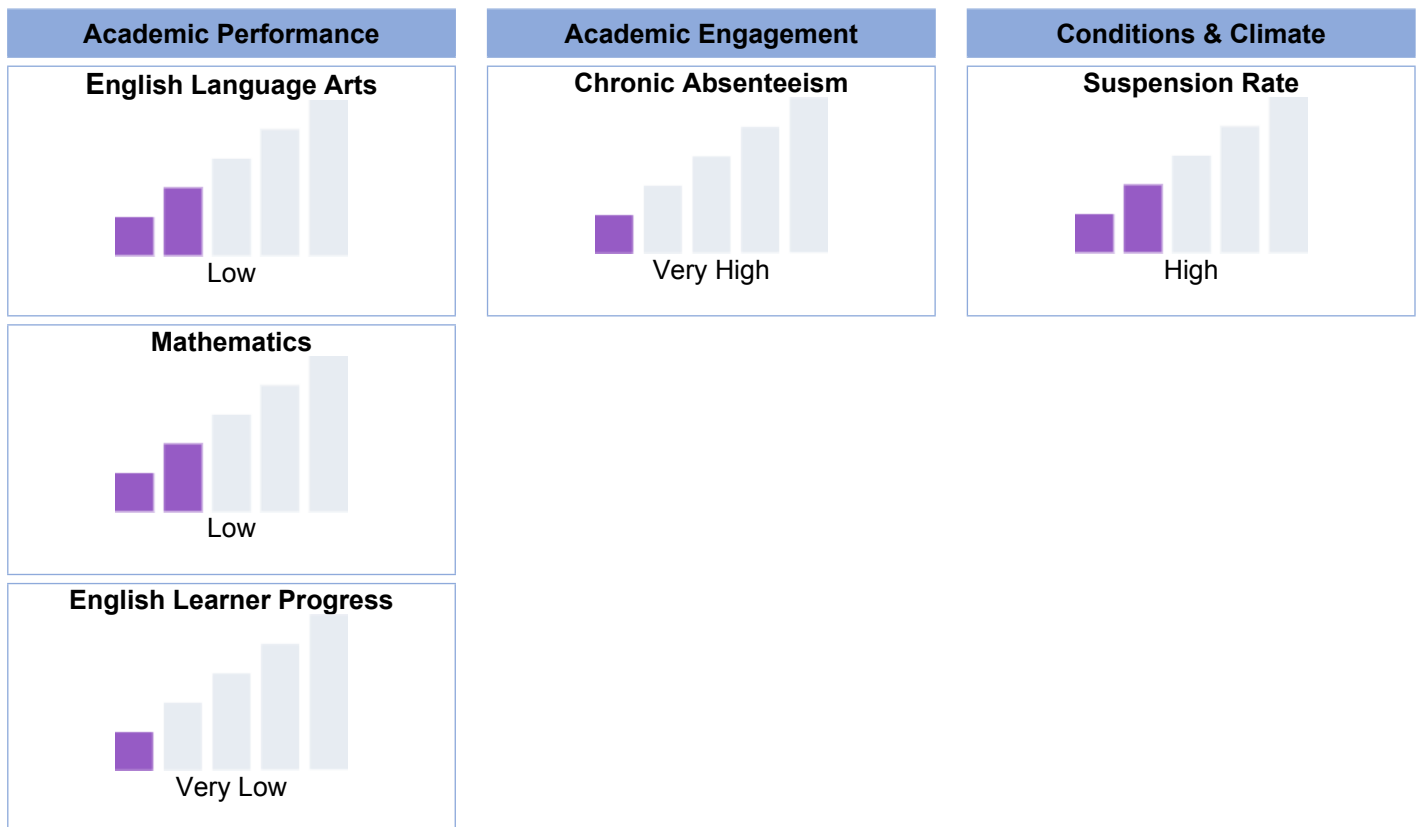 Academic Performance
Academic Engagement
Conditions & Climate
English Language Arts
Low
Chronic Absenteeism
Very High
Suspension Rate
High
Mathematics
Low
English Learner Progress
Very Low